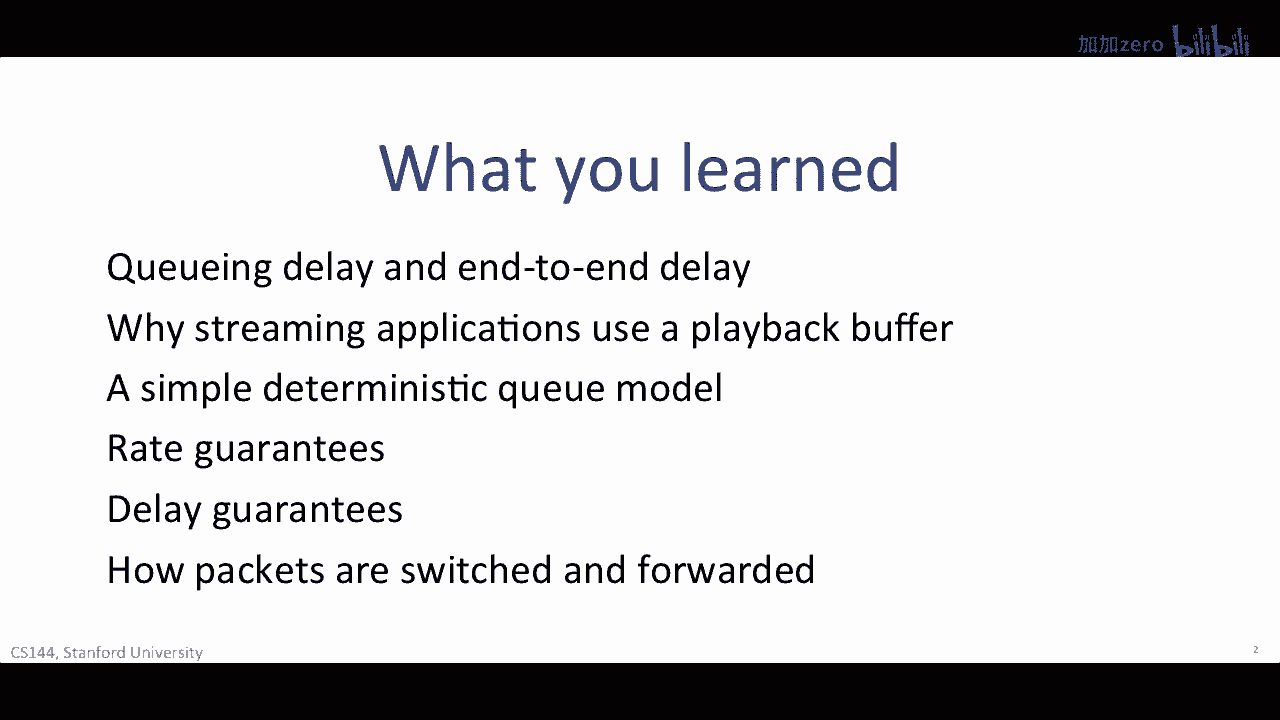 加加zero bilibili
What you learned
Queueing delay and end-to-end delay
Why streaming applications use a playback buffer
A simple deterministic queue model
Rate guarantees
Delay guarantees
How packets are switched and forwarded
CS144, Stanford University
2